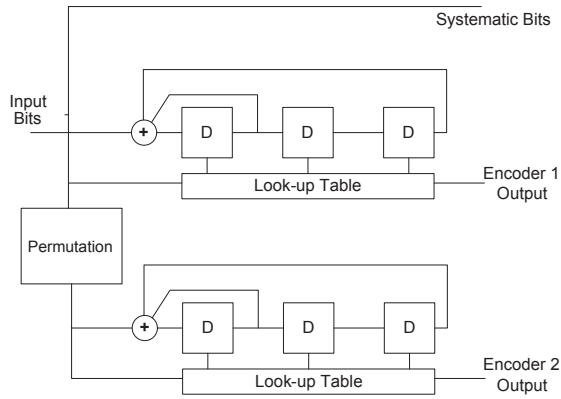 Systematic Bits
Input
Bits
+
D
D
D
Look-up Table
Encoder 1
Output
Permutation
+
D
D
D
Look-up Table
Encoder 2
Output